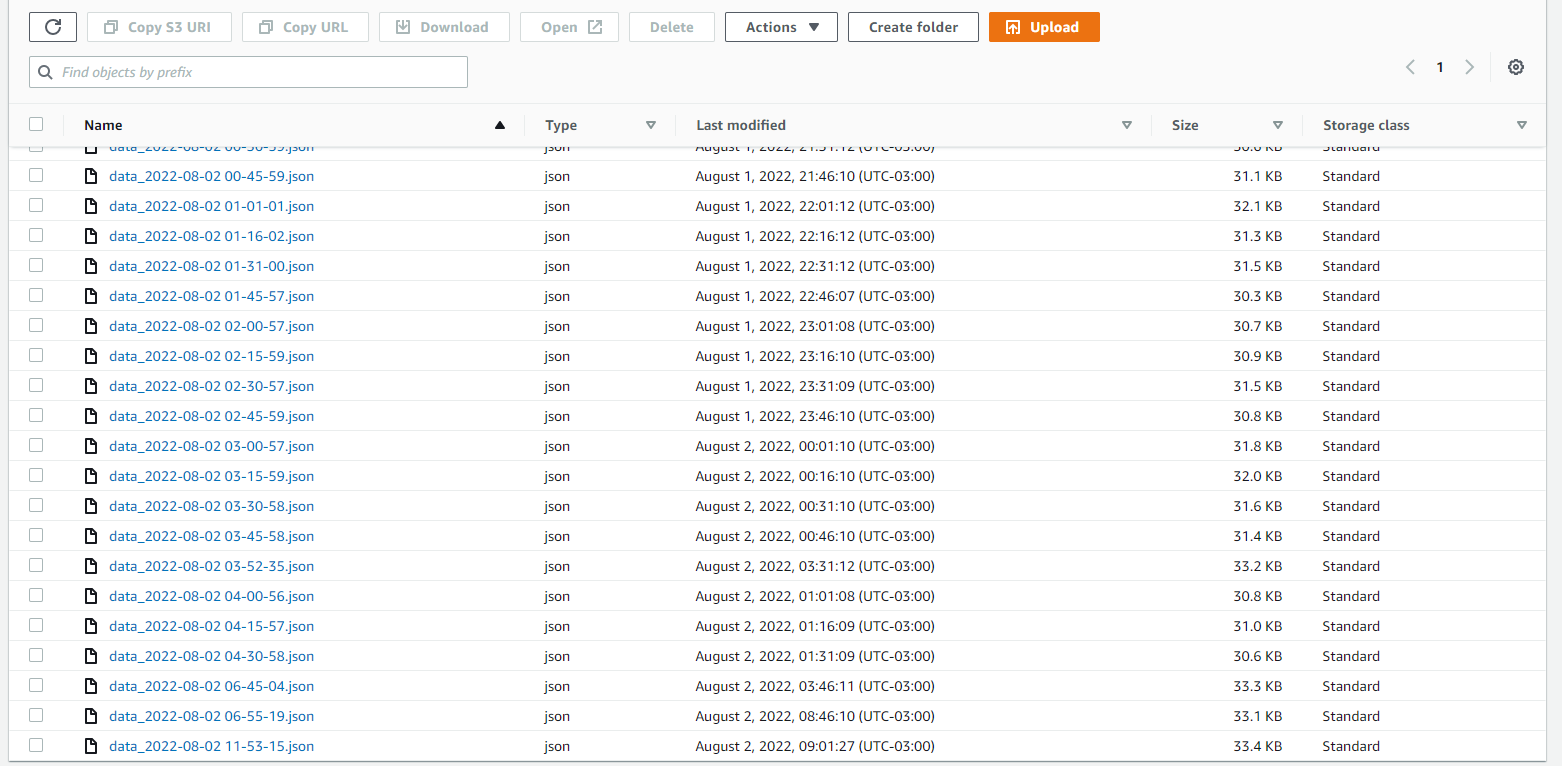 Copy S3 URI Copy URL Download Open Delete Actions Create folder Upload
Find objects by prefix 1
Name Type Last modified Size Storage class
data_2022-08-02 00-45-59.json json August 1, 2022, 21:46:10 (UTC-03:00) 31.1 KB Standard
data_2022-08-02 01-01-01.json json August 1, 2022, 22:01:12 (UTC-03:00) 32.1 KB Standard
data_2022-08-02 01-16-02.json json August 1, 2022, 22:16:12 (UTC-03:00) 31.3 KB Standard
data_2022-08-02 01-31-00.json json August 1, 2022, 22:31:12 (UTC-03:00) 31.5 KB Standard
data_2022-08-02 01-45-57.json json August 1, 2022, 22:46:07 (UTC-03:00) 30.3 KB Standard
data_2022-08-02 02-00-57.json json August 1, 2022, 23:01:08 (UTC-03:00) 30.7 KB Standard
data_2022-08-02 02-15-59.json json August 1, 2022, 23:16:10 (UTC-03:00) 30.9 KB Standard
data_2022-08-02 02-30-57.json json August 1, 2022, 23:31:09 (UTC-03:00) 31.5 KB Standard
data_2022-08-02 02-45-59.json json August 1, 2022, 23:46:10 (UTC-03:00) 30.8 KB Standard
data_2022-08-02 03-00-57.json json August 2, 2022, 00:01:10 (UTC-03:00) 31.8 KB Standard
data_2022-08-02 03-15-59.json json August 2, 2022, 00:16:10 (UTC-03:00) 32.0 KB Standard
data_2022-08-02 03-30-58.json json August 2, 2022, 00:31:10 (UTC-03:00) 31.6 KB Standard
data_2022-08-02 03-45-58.json json August 2, 2022, 00:46:10 (UTC-03:00) 31.4 KB Standard
data_2022-08-02 03-52-35.json json August 2, 2022, 03:31:12 (UTC-03:00) 33.2 KB Standard
data_2022-08-02 04-00-56.json json August 2, 2022, 01:01:08 (UTC-03:00) 30.8 KB Standard
data_2022-08-02 04-15-57.json json August 2, 2022, 01:16:09 (UTC-03:00) 31.0 KB Standard
data_2022-08-02 04-30-58.json json August 2, 2022, 01:31:09 (UTC-03:00) 30.6 KB Standard
data_2022-08-02 06-45-04.json json August 2, 2022, 03:46:11 (UTC-03:00) 33.3 KB Standard
data_2022-08-02 06-55-19.json json August 2, 2022, 08:46:10 (UTC-03:00) 33.1 KB Standard
data_2022-08-02 11-53-15.json json August 2, 2022, 09:01:27 (UTC-03:00) 33.4 KB Standard